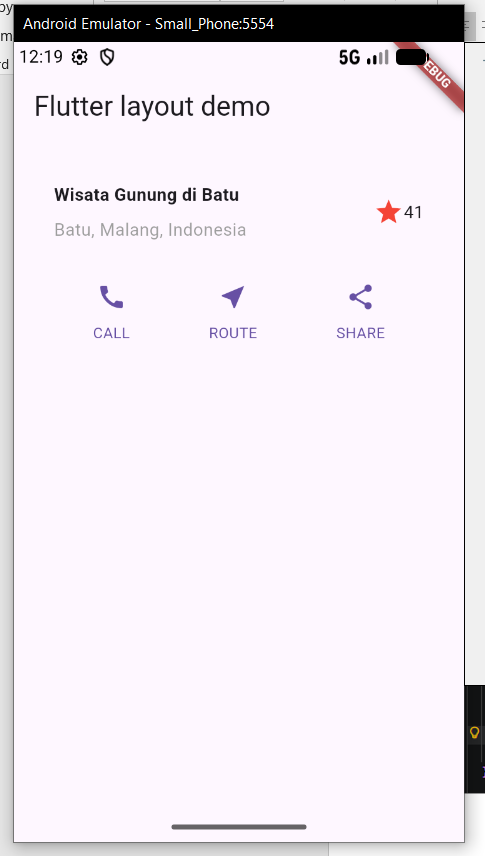 Android Emulator - Small_Phone:5554
12:19
5G
Flutter layout demo
Wisata Gunung di Batu
Batu, Malang, Indonesia
41
CALL ROUTE SHARE